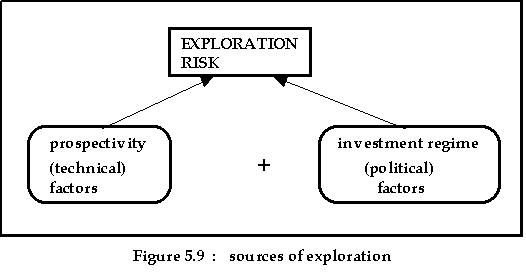 EXPLORATION
RISK
prospectivity
(technical)
factors
+
investment regime
(political)
factors
Figure 5.9 : sources of exploration